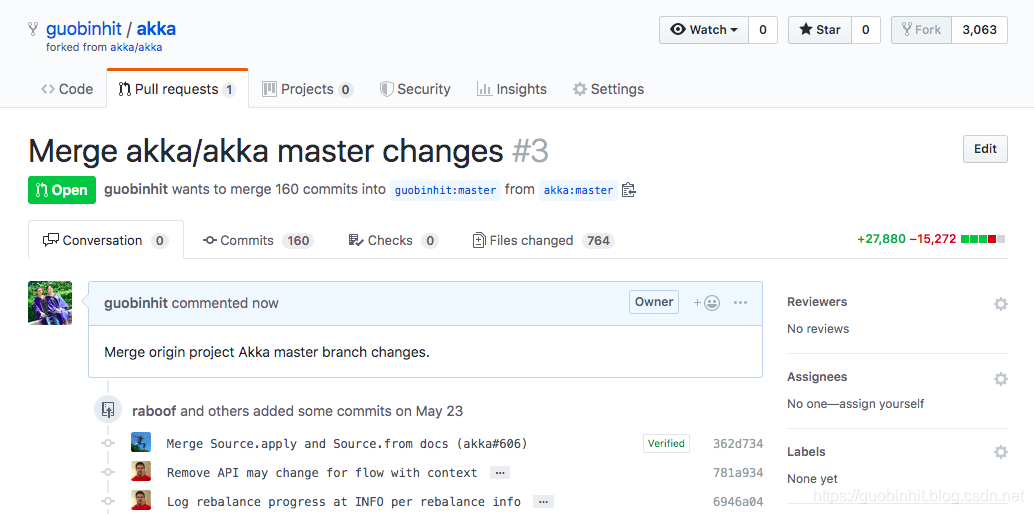 guobinhit / akka
forked from akka/akka
Watch 0 Star 0 Fork 3,063
Code Pull requests 1 Projects 0 Security Insights Settings
Merge akka/akka master changes #3
Edit
Open guobinhit wants to merge 160 commits into guobinhit:master from akka:master
Conversation 0 Commits 160 Checks 0 Files changed 764 +27,880 −15,272
guobinhit commented now Owner
Merge origin project Akka master branch changes.
Reviewers
No reviews
Assignees
No one—assign yourself
Labels
None yet
raboof and others added some commits on May 23
Merge Source.apply and Source.from docs (akka#606) Verified 362d734
Remove API may change for flow with context ... 781a934
Log rebalance progress at INFO per rebalance info ... 6946a04
https://guobinhit.blog.csdn.net